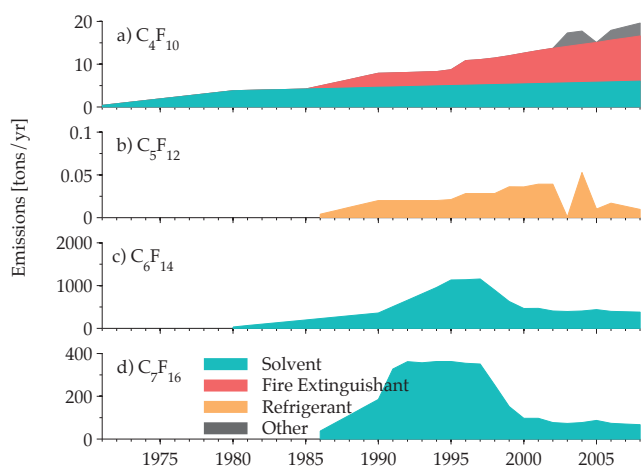 20
a) C4F10
10
0
0.1
b) C5F12
0.05
0
Emissions [tons/yr]
2000
c) C6F14
1000
0
400
d) C7F16
200
0
Solvent
Fire Extinguishant
Refrigerant
Other
1975 1980 1985 1990 1995 2000 2005